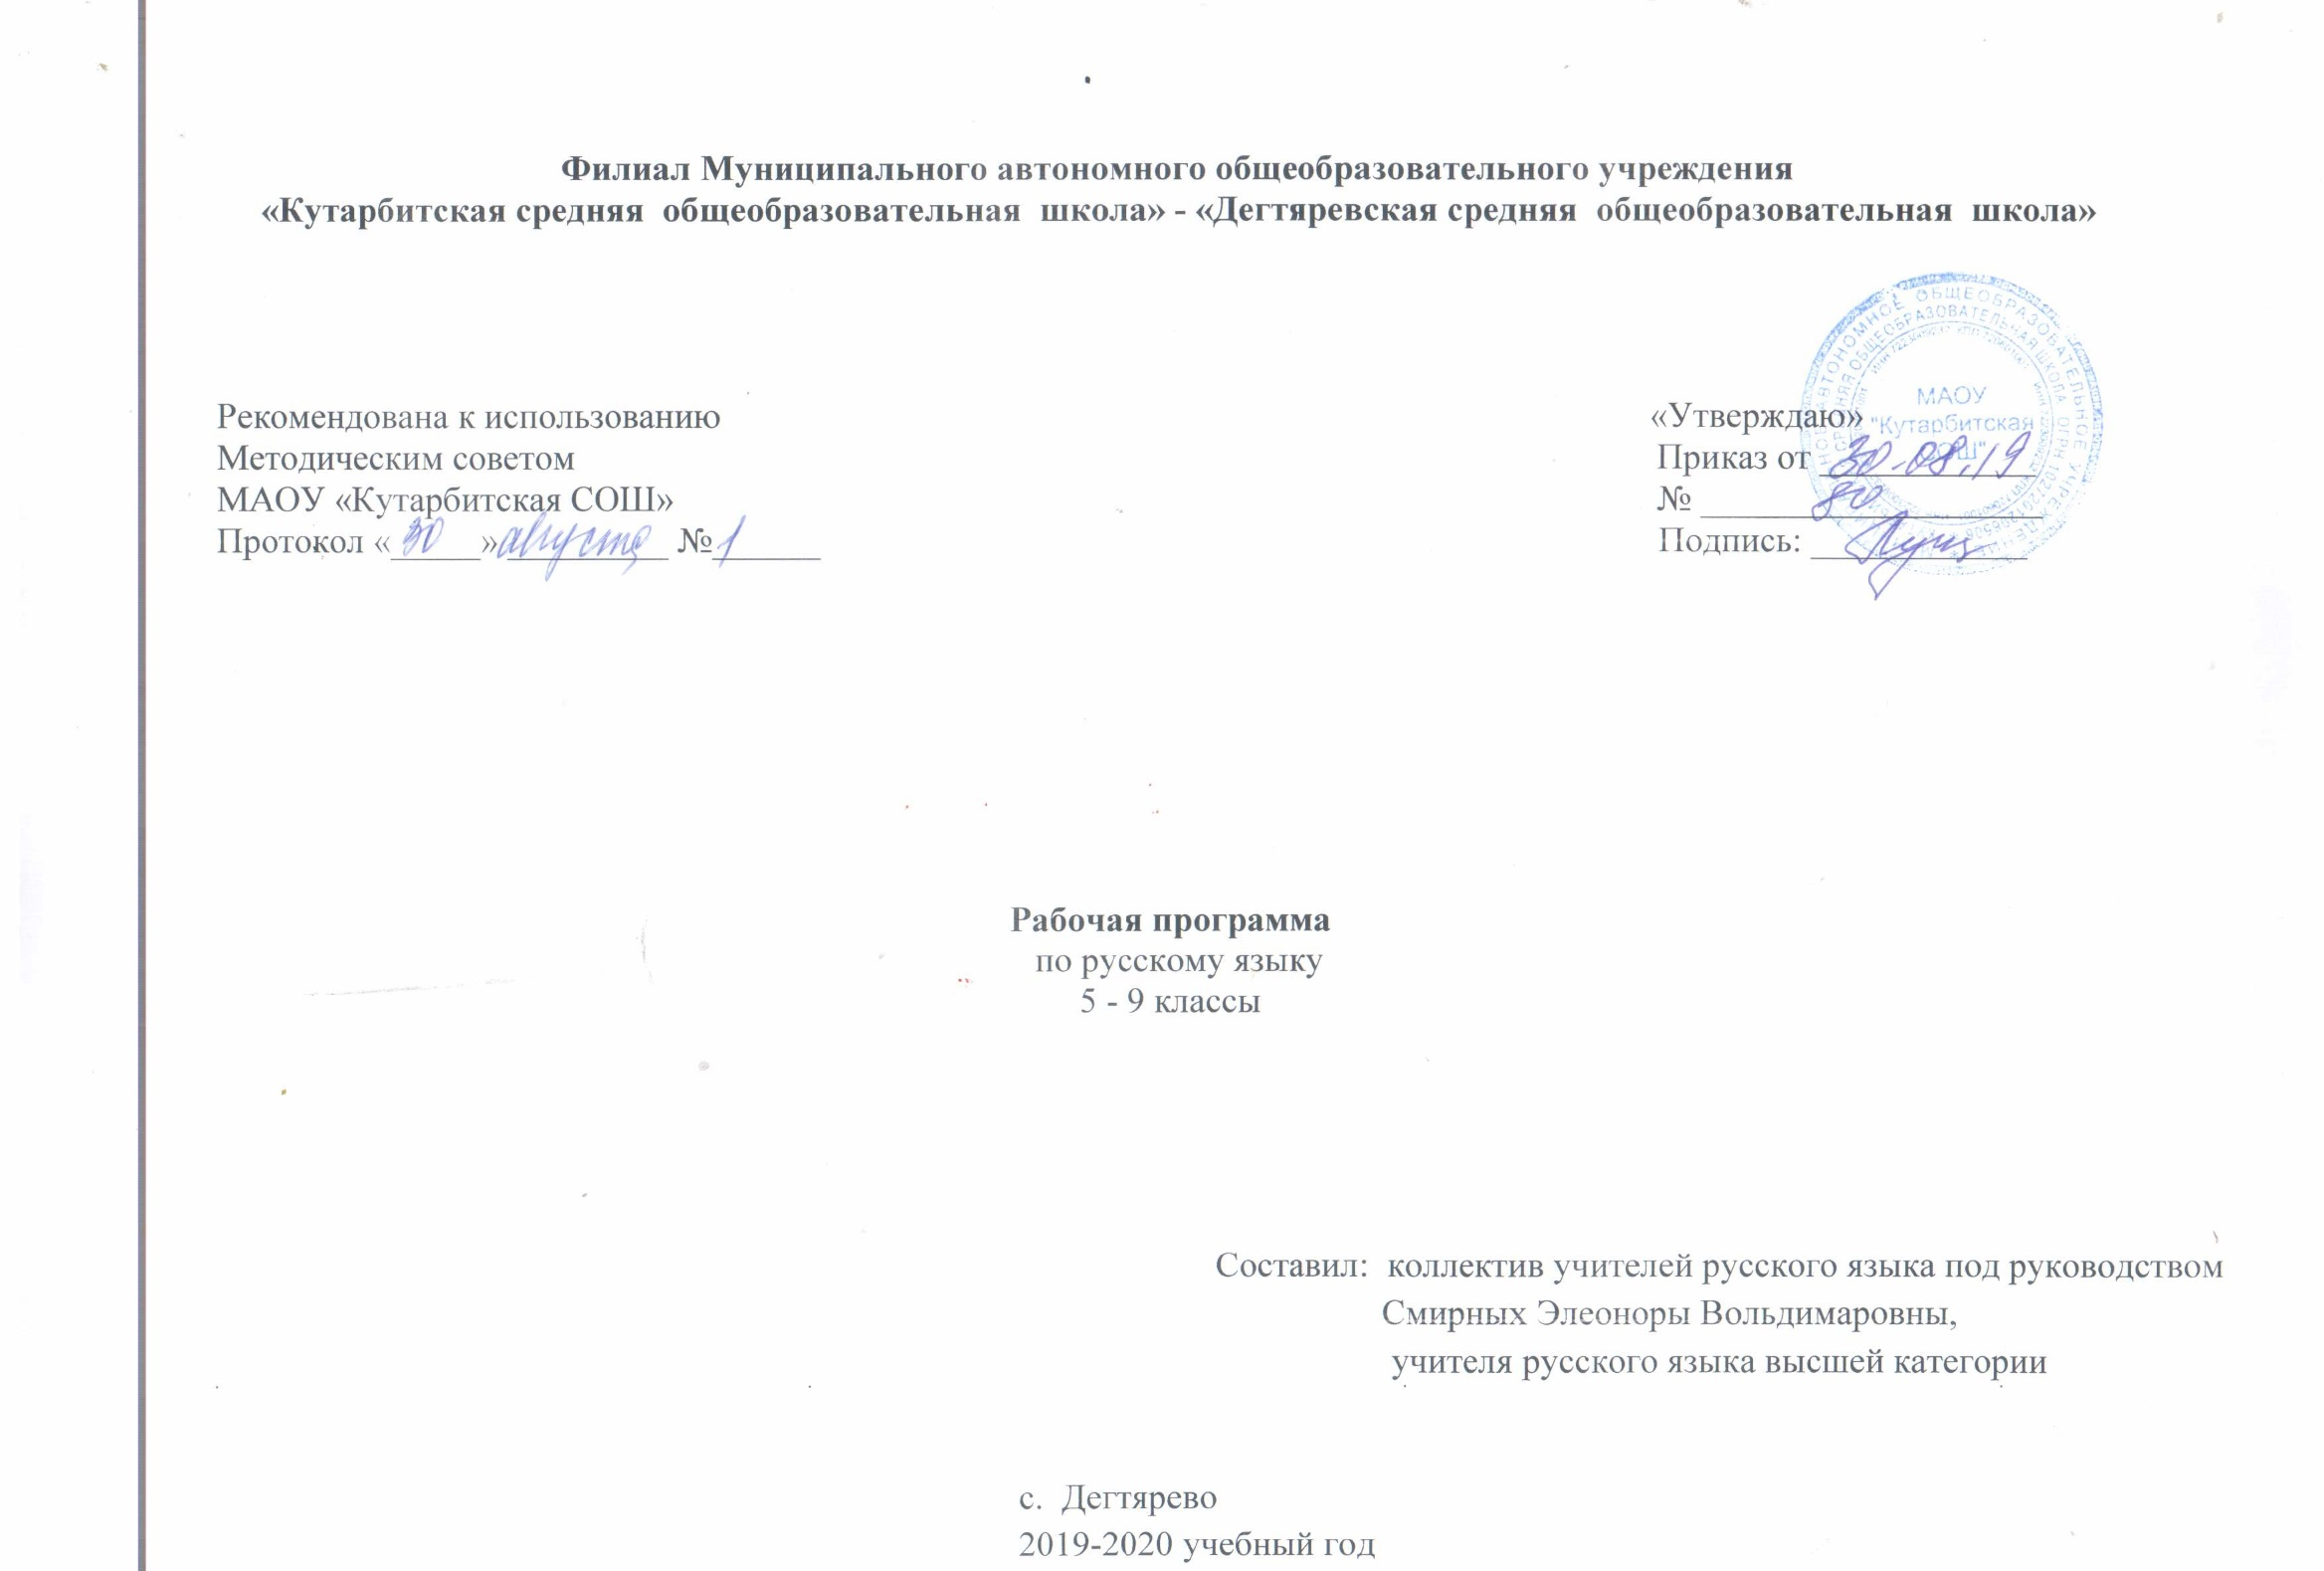 Филиал Муниципального автономного общеобразовательного учреждения
«Кутарбитская средняя общеобразовательная школа» - «Дегтяревская средняя общеобразовательная школа»
Рекомендована к использованию
Методическим советом
МАОУ «Кутарбитская СОШ»
Протокол «30» августа №1
«Утверждаю»
Приказ от 30.08.19
№ 80
Подпись:
МАОУ
"Кутарбитская
СОШ"
Рабочая программа
по русскому языку
5 - 9 классы
Составил: коллектив учителей русского языка под руководством
Смирных Элеоноры Вольдимаровны,
учителя русского языка высшей категории
с. Дегтярево
2019-2020 учебный год